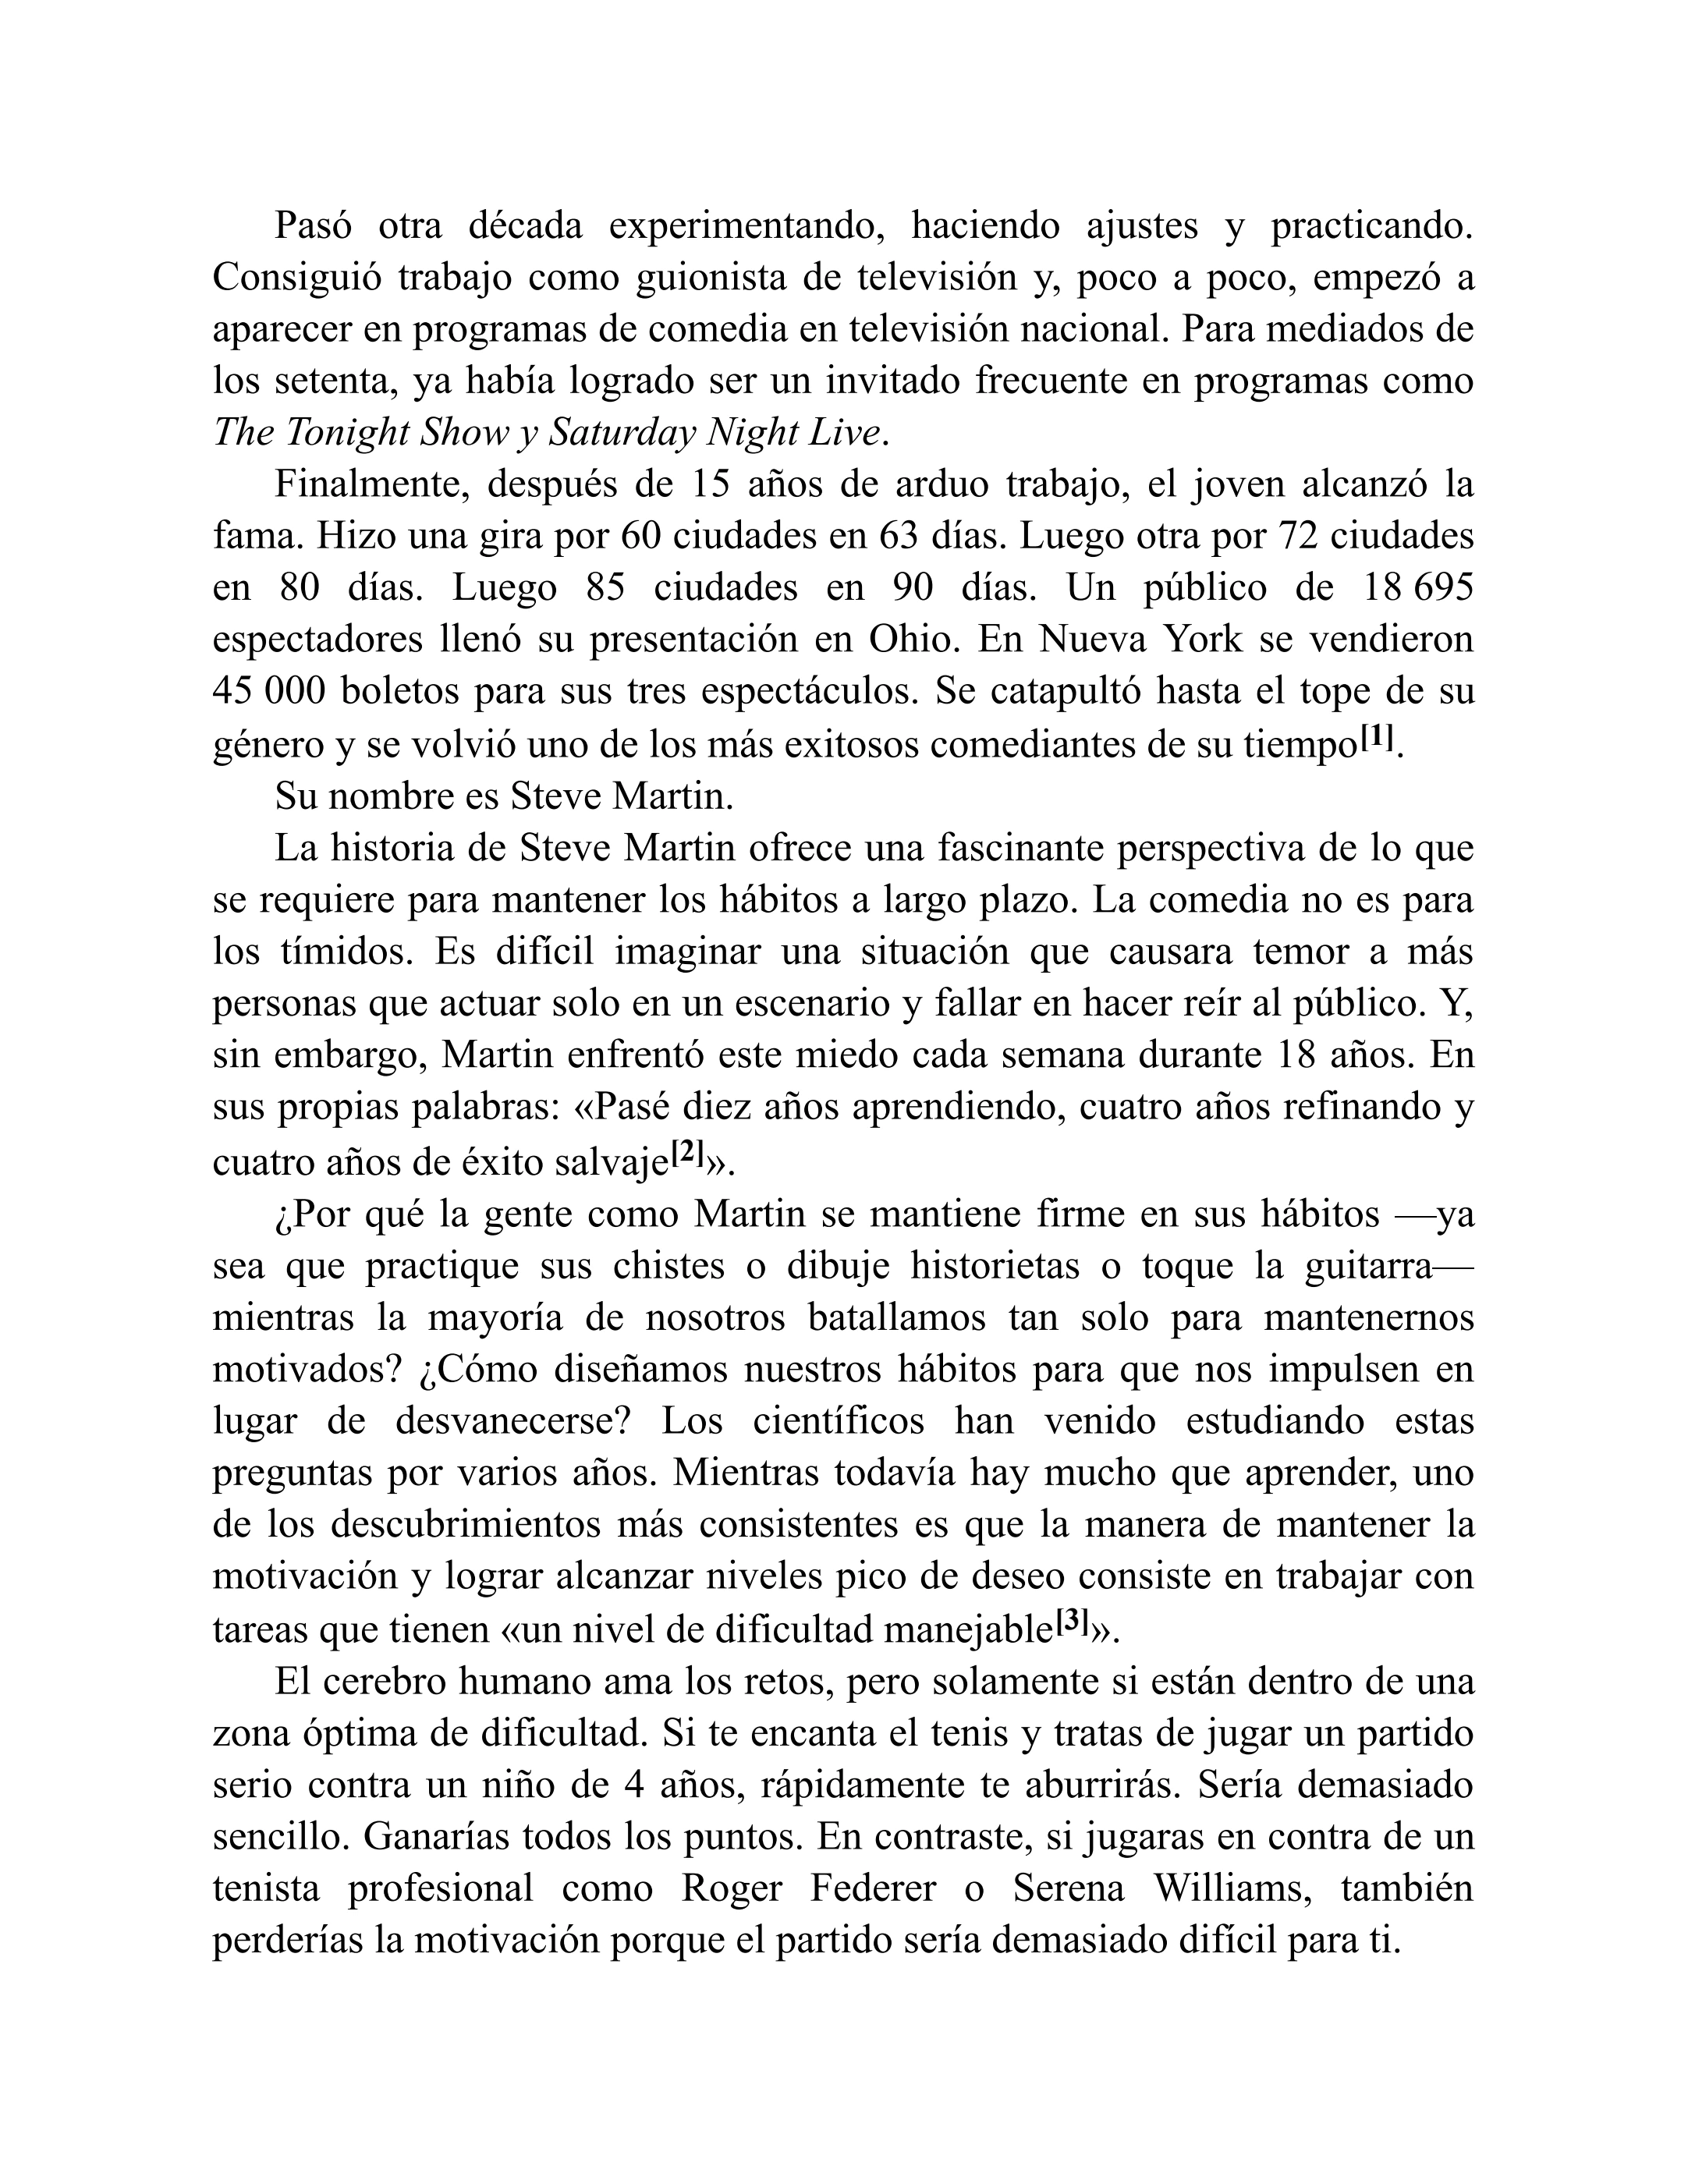 Pasó otra década experimentando, haciendo ajustes y practicando.
Consiguió trabajo como guionista de televisión y, poco a poco, empezó a
aparecer en programas de comedia en televisión nacional. Para mediados de
los setenta, ya había logrado ser un invitado frecuente en programas como
The Tonight Show y Saturday Night Live.
Finalmente, después de 15 años de arduo trabajo, el joven alcanzó la
fama. Hizo una gira por 60 ciudades en 63 días. Luego otra por 72 ciudades
en 80 días. Luego 85 ciudades en 90 días. Un público de 18 695
espectadores llenó su presentación en Ohio. En Nueva York se vendieron
45 000 boletos para sus tres espectáculos. Se catapultó hasta el tope de su
género y se volvió uno de los más exitosos comediantes de su tiempo[1].
Su nombre es Steve Martin.
La historia de Steve Martin ofrece una fascinante perspectiva de lo que
se requiere para mantener los hábitos a largo plazo. La comedia no es para
los tímidos. Es difícil imaginar una situación que causara temor a más
personas que actuar solo en un escenario y fallar en hacer reír al público. Y,
sin embargo, Martin enfrentó este miedo cada semana durante 18 años. En
sus propias palabras: «Pasé diez años aprendiendo, cuatro años refinando y
cuatro años de éxito salvaje[2]».
¿Por qué la gente como Martin se mantiene firme en sus hábitos —ya
sea que practique sus chistes o dibuje historietas o toque la guitarra—
mientras la mayoría de nosotros batallamos tan solo para mantenernos
motivados? ¿Cómo diseñamos nuestros hábitos para que nos impulsen en
lugar de desvanecerse? Los científicos han venido estudiando estas
preguntas por varios años. Mientras todavía hay mucho que aprender, uno
de los descubrimientos más consistentes es que la manera de mantener la
motivación y lograr alcanzar niveles pico de deseo consiste en trabajar con
tareas que tienen «un nivel de dificultad manejable[3]».
El cerebro humano ama los retos, pero solamente si están dentro de una
zona óptima de dificultad. Si te encanta el tenis y tratas de jugar un partido
serio contra un niño de 4 años, rápidamente te aburrirás. Sería demasiado
sencillo. Ganarías todos los puntos. En contraste, si jugaras en contra de un
tenista profesional como Roger Federer o Serena Williams, también
perderías la motivación porque el partido sería demasiado difícil para ti.